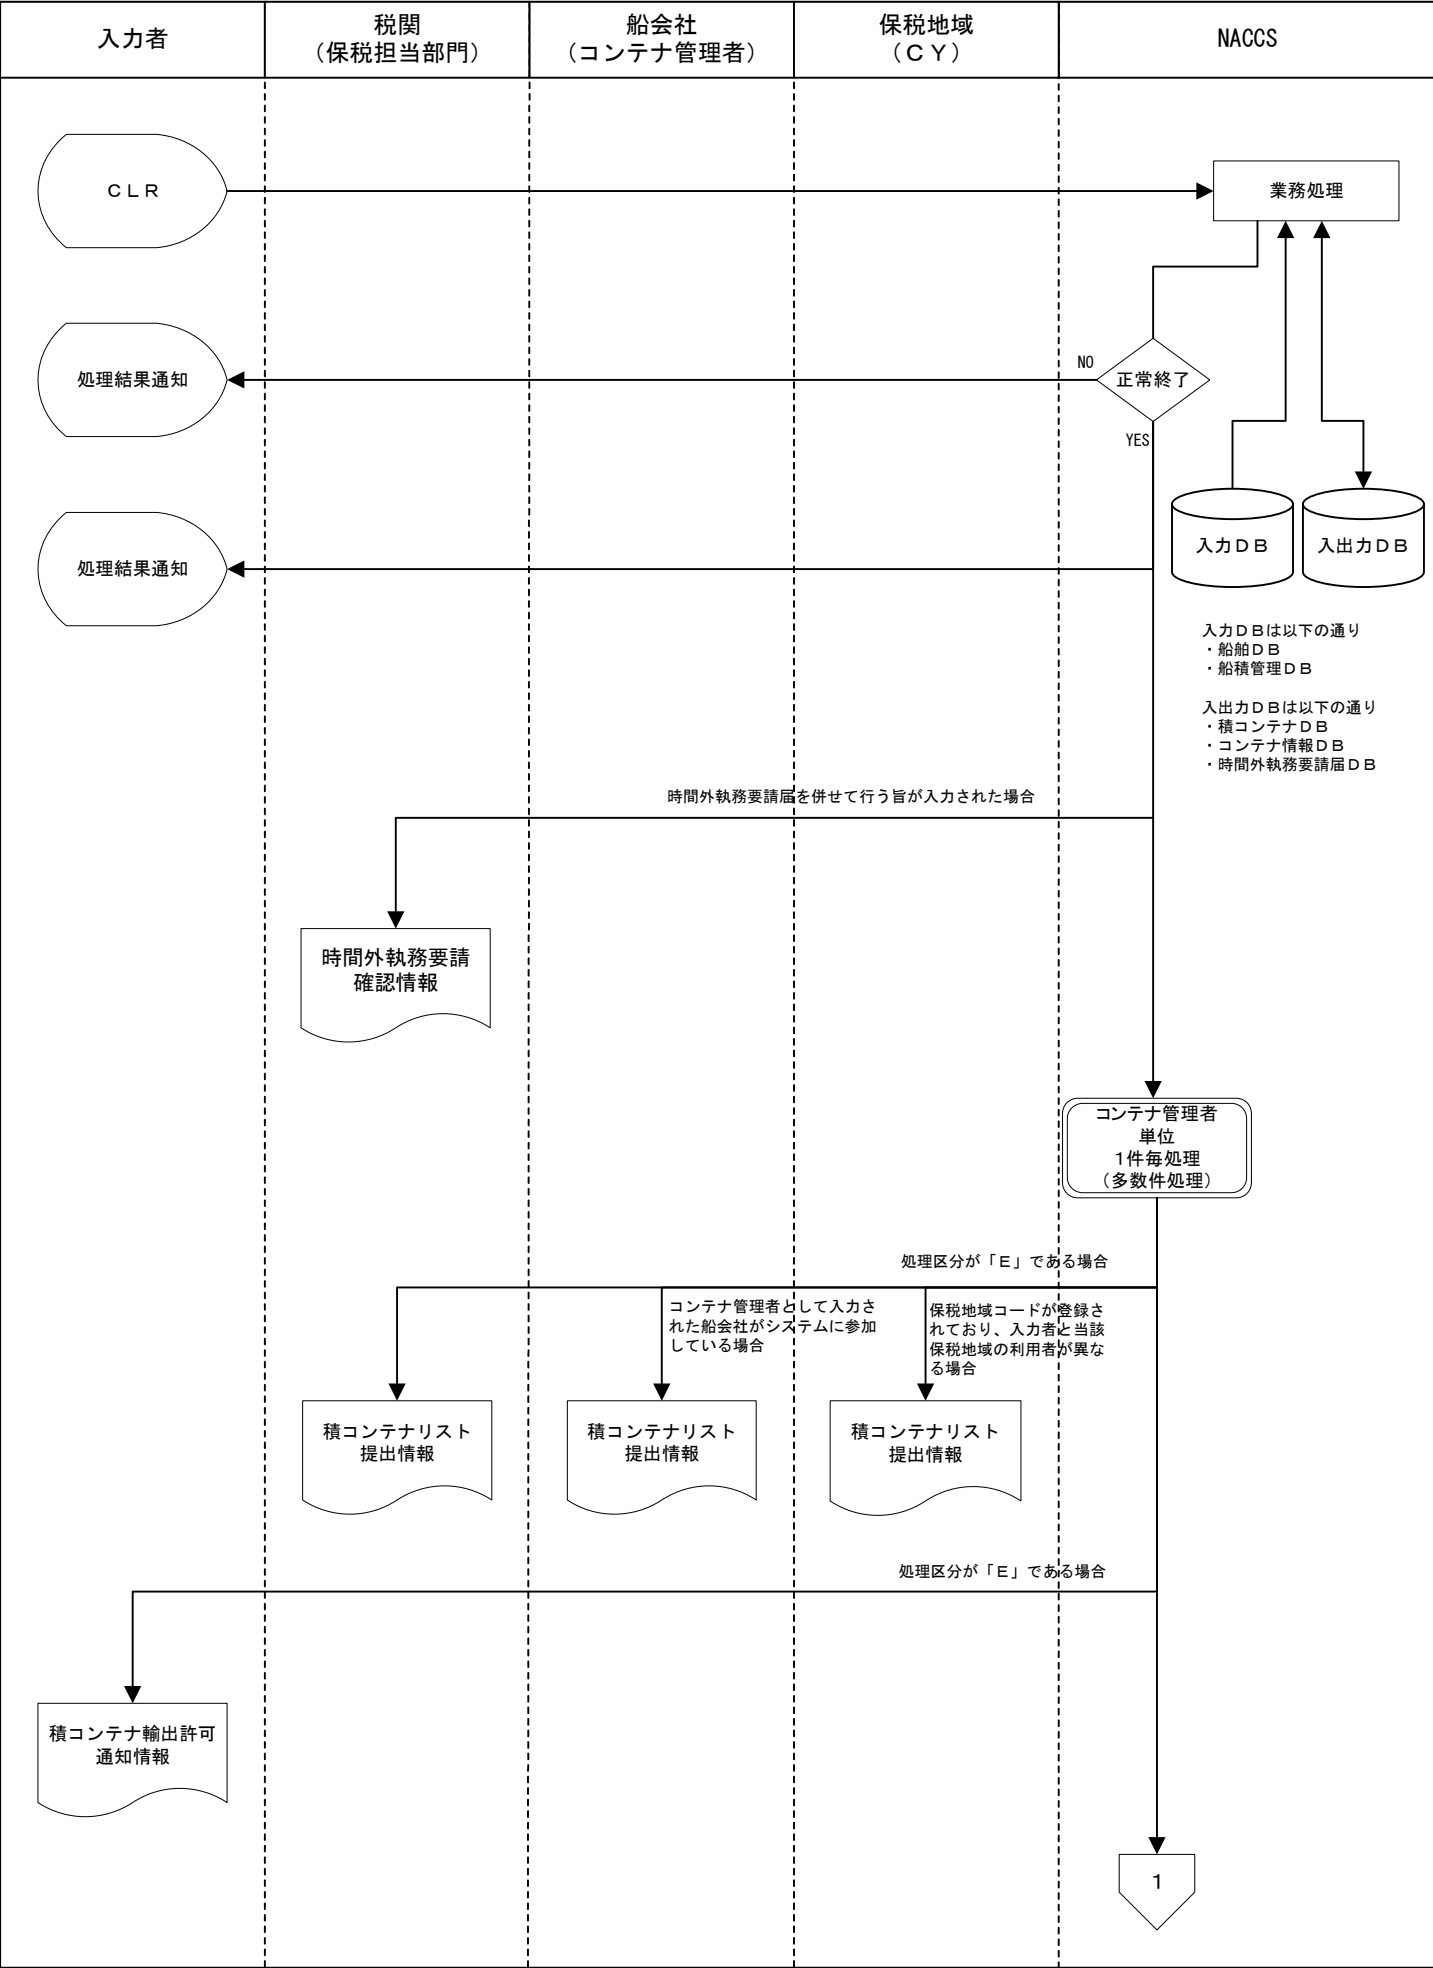 入力者
税関
（保税担当部門）
船会社
（コンテナ管理者）
保税地域
（ＣＹ）
NACCS
ＣＬＲ
業務処理
処理結果通知
NO
正常終了
YES
処理結果通知
入力ＤＢ
入出力ＤＢ
入力ＤＢは以下の通り
・船舶ＤＢ
・船積管理ＤＢ
入出力ＤＢは以下の通り
・積コンテナＤＢ
・コンテナ情報ＤＢ
・時間外執務要請届ＤＢ
時間外執務要請届を併せて行う旨が入力された場合
時間外執務要請
確認情報
コンテナ管理者
単位
１件毎処理
（多数件処理）
処理区分が「Ｅ」である場合
コンテナ管理者として入力さ
れた船会社がシステムに参加
している場合
保税地域コードが登録さ
れており、入力者と当該
保税地域の利用者が異な
る場合
積コンテナリスト
提出情報
積コンテナリスト
提出情報
積コンテナリスト
提出情報
処理区分が「Ｅ」である場合
積コンテナ輸出許可
通知情報
１